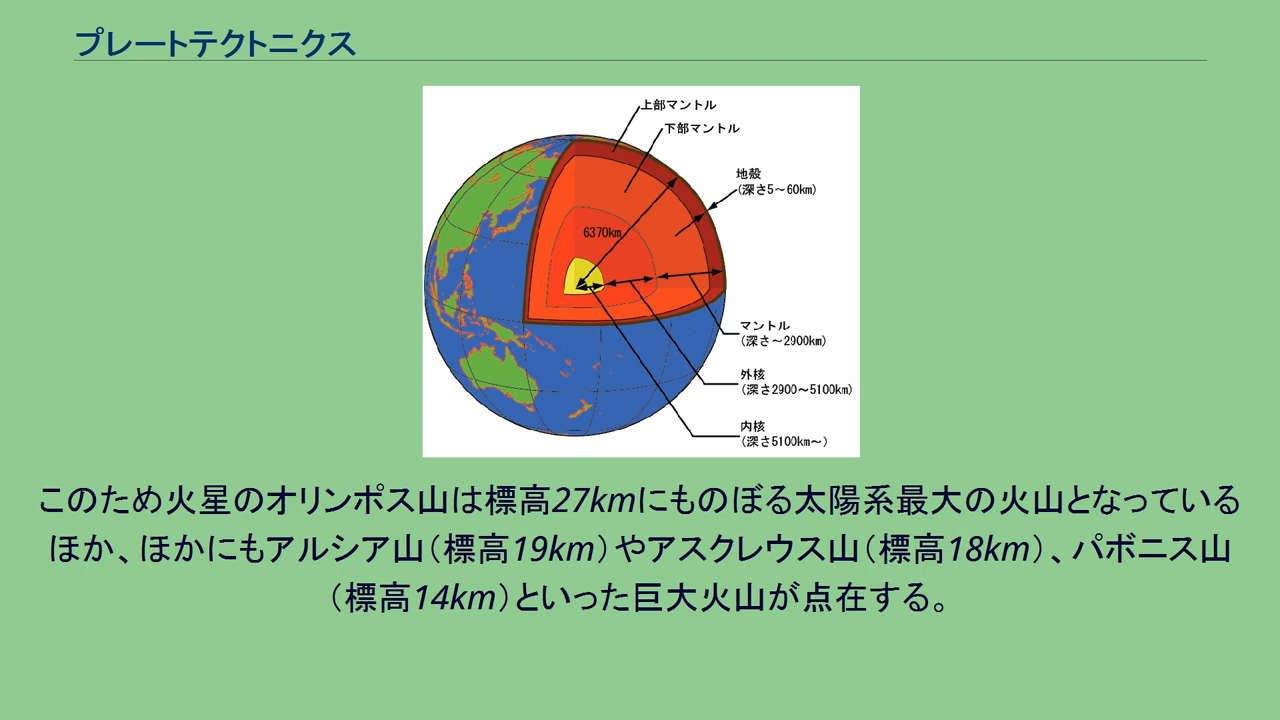 プレートテクトニクス
上部マントル
下部マントル
地殻
(深さ5～60km)
6370km
マントル
(深さ～2900km)
外核
(深さ2900～5100km)
内核
(深さ5100km～)
このため火星のオリンポス山は標高27kmにものぼる太陽系最大の火山となっている
ほか、ほかにもアルシア山（標高19km）やアスクレウス山（標高18km）、パボニス山
（標高14km）といった巨大火山が点在する。